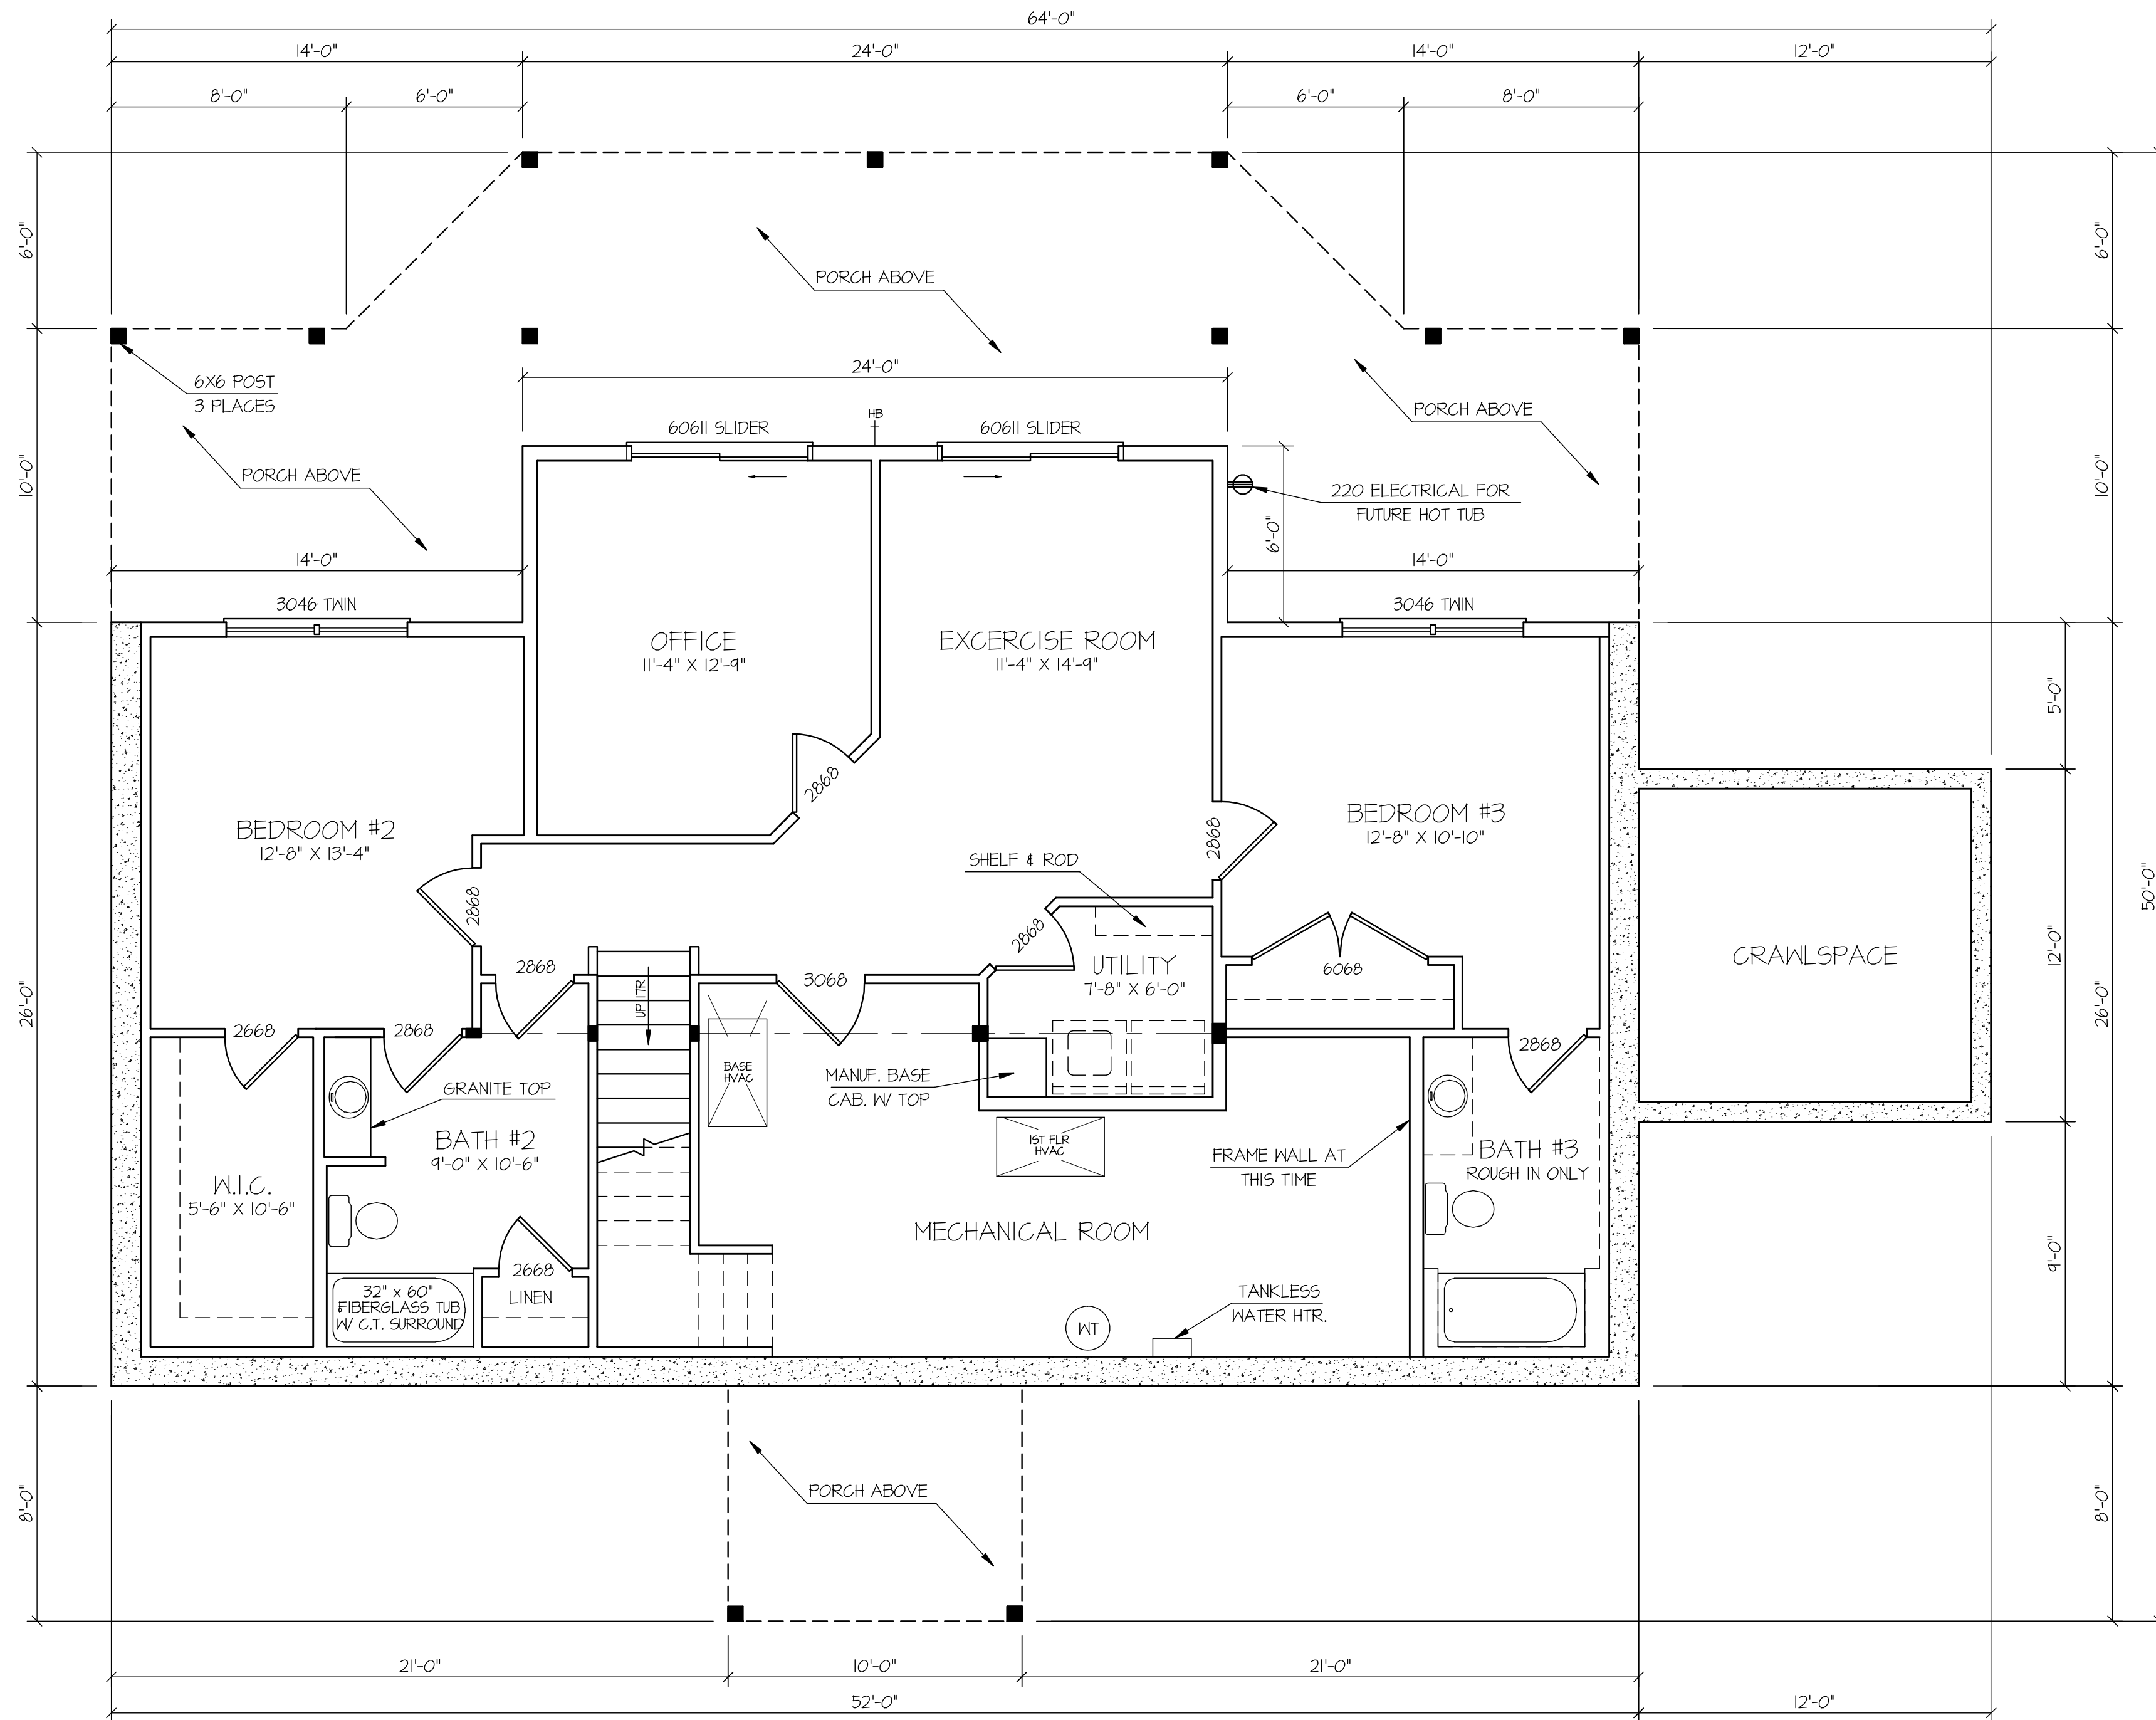 64'-0"
14'-0"
24'-0"
14'-0"
12'-0"
8'-0"
6'-0"
6'-0"
8'-0"
6'-0"
6'-0"
PORCH ABOVE
24'-0"
6X6 POST
3 PLACES
PORCH ABOVE
HB
60611 SLIDER
60611 SLIDER
10'-0"
10'-0"
PORCH ABOVE
220 ELECTRICAL FOR
FUTURE HOT TUB
6'-0"
14'-0"
14'-0"
3046 TWIN
3046 TWIN
OFFICE
11'-4" X 12'-9"
EXCERCISE ROOM
11'-4" X 14'-9"
5'-0"
2868
BEDROOM #2
12'-8" X 13'-4"
BEDROOM #3
12'-8" X 10'-10"
2868
SHELF & ROD
50'-0"
2868
2868
12'-0"
CRAWLSPACE
2868
3068
UTILITY
7'-8" X 6'-0"
6068
26'-0"
UP 17R
26'-0"
2668
2868
2868
BASE
HVAC
MANUF. BASE
CAB. W/ TOP
GRANITE TOP
BATH #2
9'-0" X 10'-6"
1ST FLR
HVAC
FRAME WALL AT
THIS TIME
BATH #3
ROUGH IN ONLY
W.I.C.
5'-6" X 10'-6"
MECHANICAL ROOM
9'-0"
2668
LINEN
32" x 60"
FIBERGLASS TUB
W/ C.T. SURROUND
TANKLESS
WATER HTR.
WT
8'-0"
PORCH ABOVE
8'-0"
21'-0"
10'-0"
21'-0"
52'-0"
12'-0"